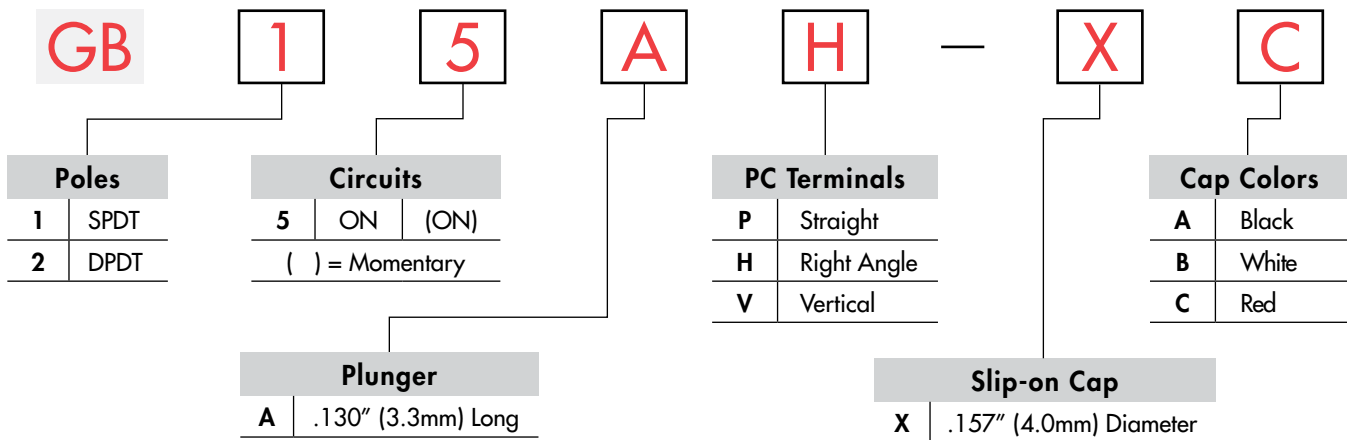 GB 1 5 A H — X C
Poles
1 SPDT
2 DPDT
Circuits
5 ON (ON)
( ) = Momentary
PC Terminals
P Straight
H Right Angle
V Vertical
Cap Colors
A Black
B White
C Red
Plunger
A .130” (3.3mm) Long
Slip-on Cap
X .157” (4.0mm) Diameter